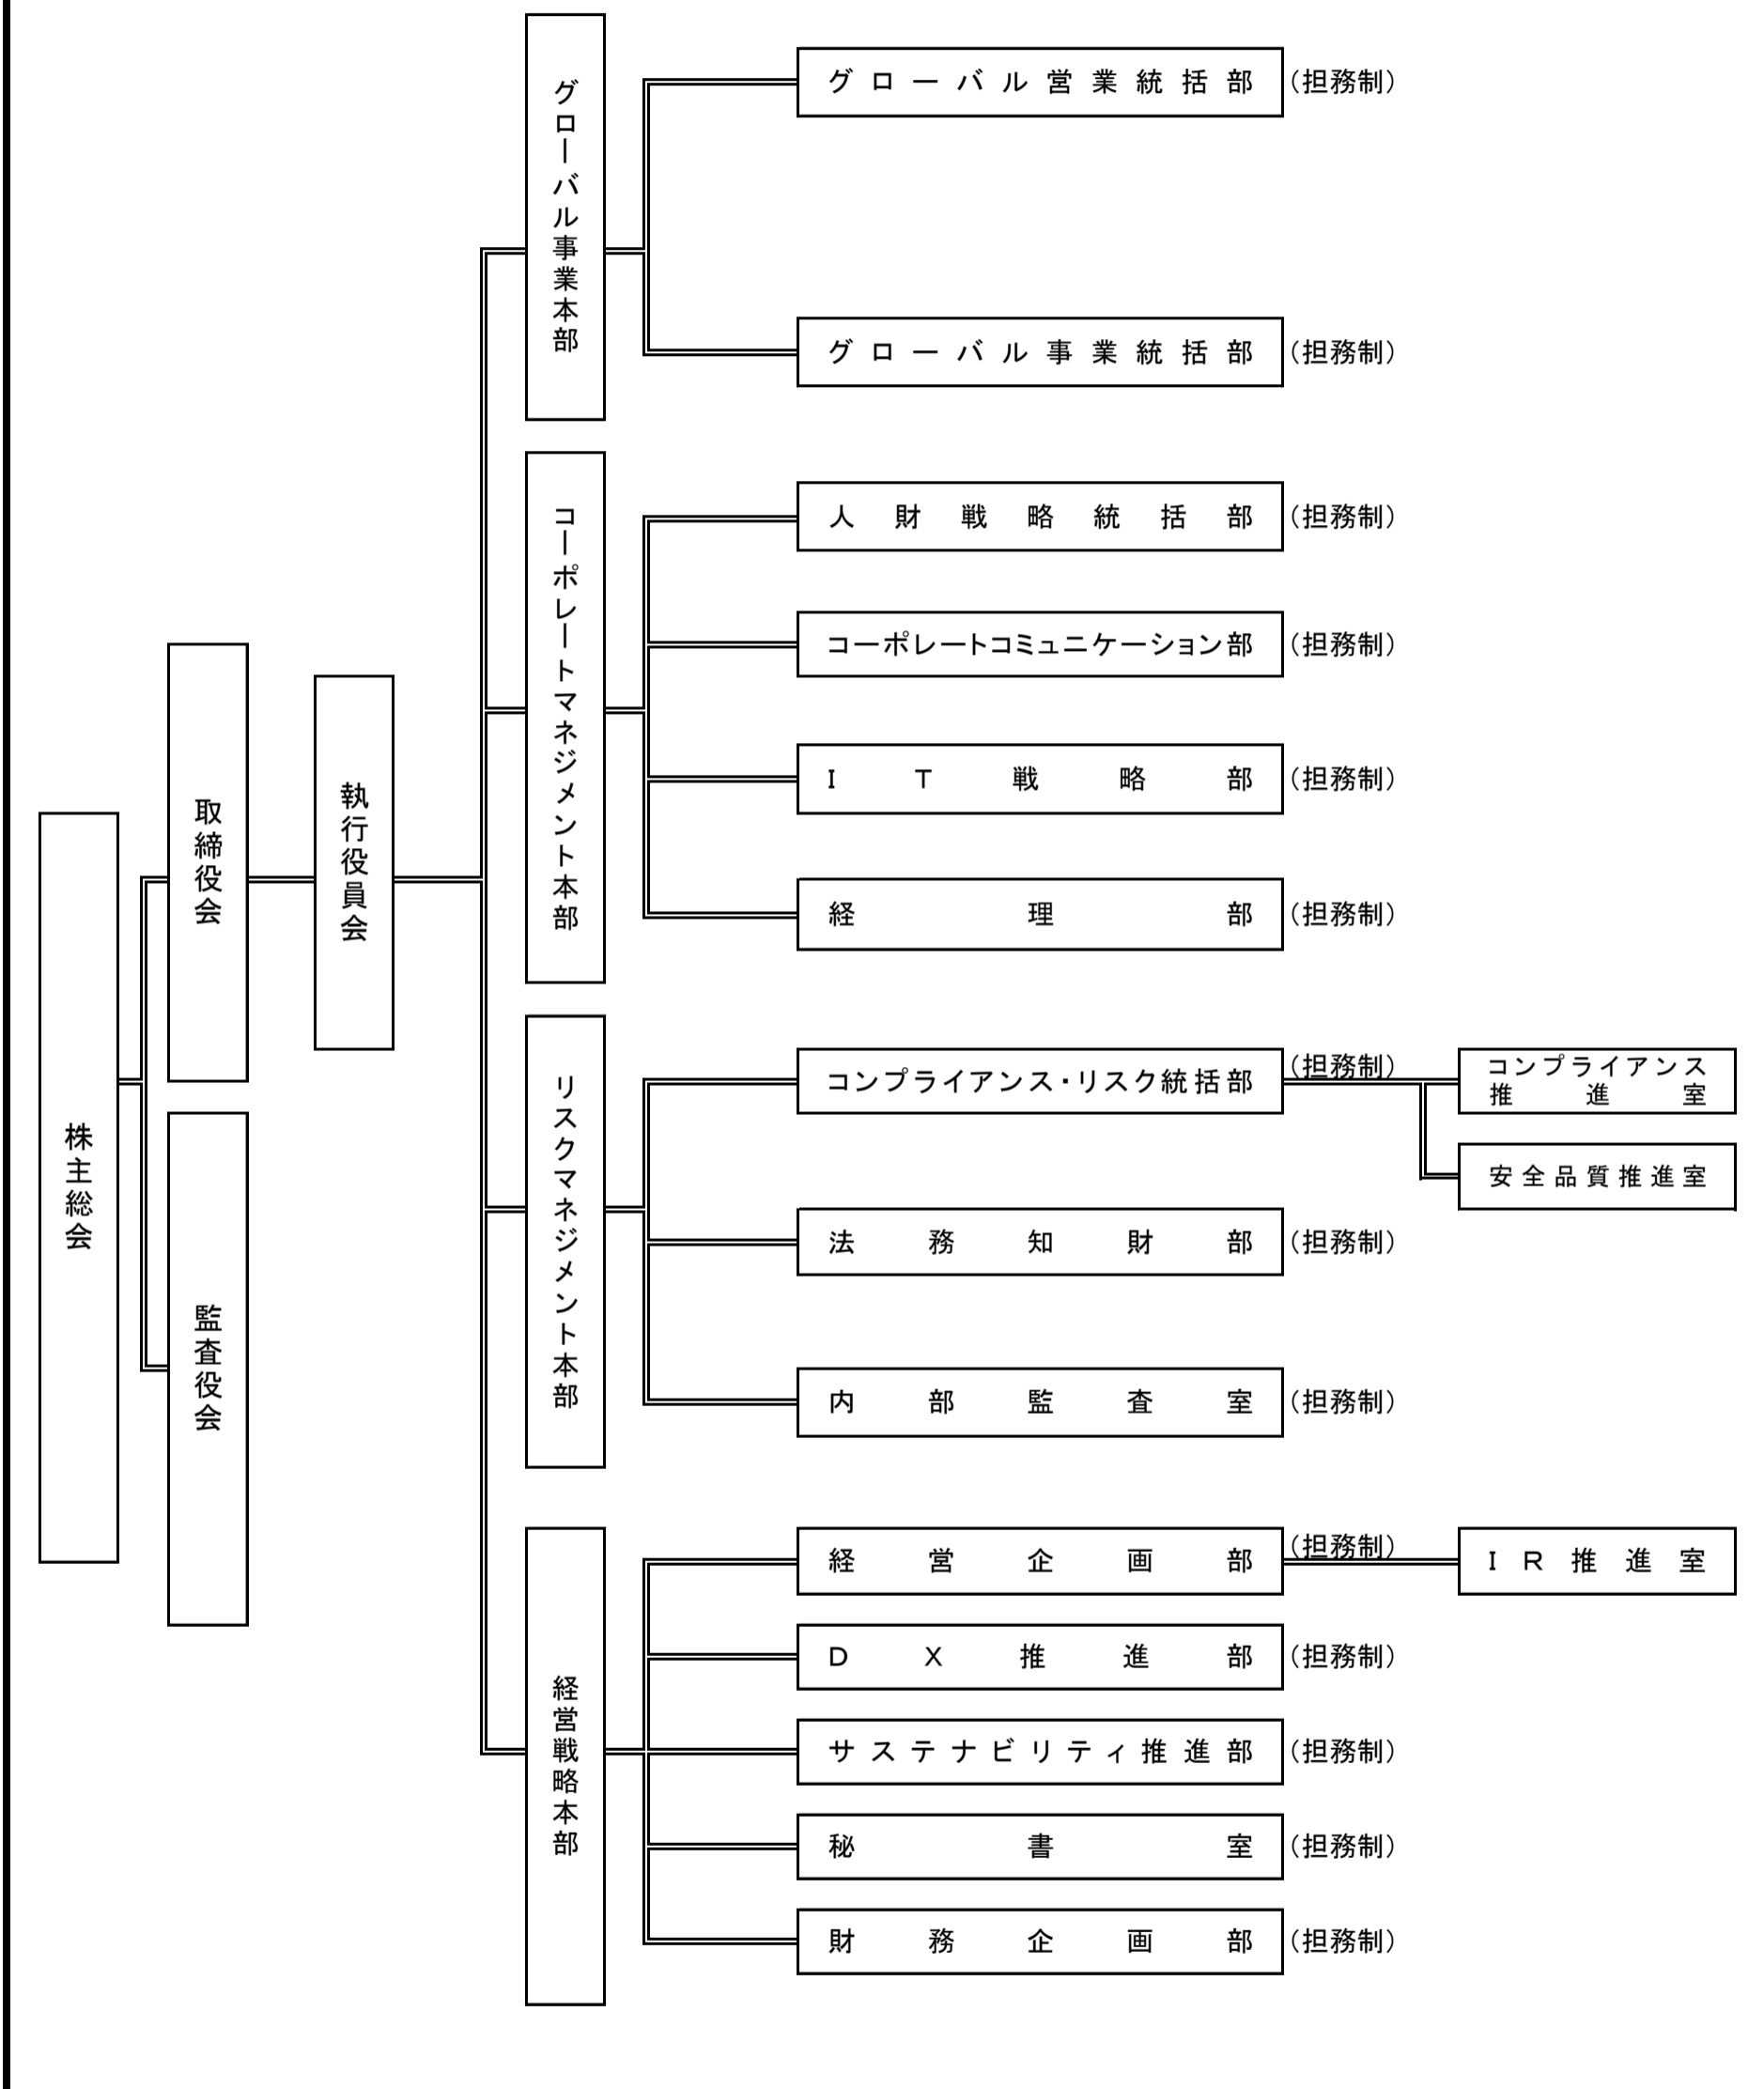 株主総会
取締役会
監査役会
執行役員会
グローバル事業本部
グローバル営業統括部 (担務制)
グローバル事業統括部 (担務制)
コーポレートマネジメント本部
人財戦略統括部 (担務制)
コーポレートコミュニケーション部 (担務制)
IT戦略部 (担務制)
経理部 (担務制)
リスクマネジメント本部
コンプライアンス・リスク統括部 (担務制)
コンプライアンス
推進室
安全品質推進室
法務知財部 (担務制)
内部監査室 (担務制)
経営戦略本部
経営企画部 (担務制)
IR推進室
DX推進部 (担務制)
サステナビリティ推進部 (担務制)
秘書室 (担務制)
財務企画部 (担務制)